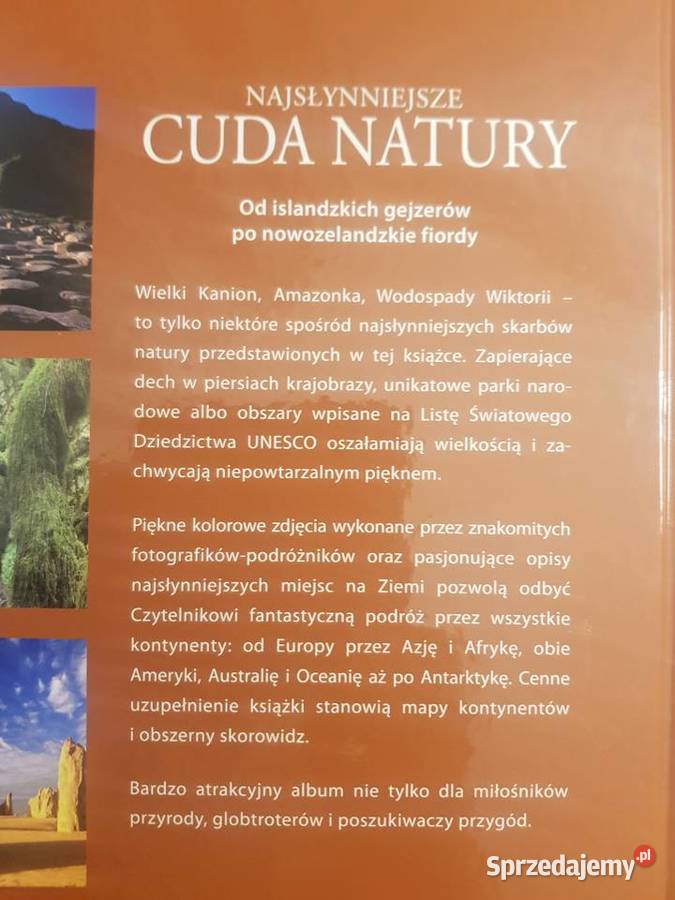 NAJSŁYNNIEJSZE
CUDA NATURY
Od islandzkich gejzerów
po nowozelandzkie fiordy
Wielki Kanion, Amazonka, Wodospady Wiktorii –
to tylko niektóre spośród najsłynniejszych skarbów
natury przedstawionych w tej książce. Zapierające
dech w piersiach krajobrazy, unikatowe parki naro-
dowe albo obszary wpisane na Listę Światowego
Dziedzictwa UNESCO oszałamiają wielkością i za-
chwycają niepowtarzalnym pięknem.
Piękne kolorowe zdjęcia wykonane przez znakomitych
fotografików-podróżników oraz pasjonujące opisy
najsłynniejszych miejsc na Ziemi pozwolą odbyć
Czytelnikowi fantastyczną podróż przez wszystkie
kontynenty: od Europy przez Azję i Afrykę, obie
Ameryki, Australię i Oceanię aż po Antarktykę. Cenne
uzupełnienie książki stanowią mapy kontynentów
i obszerny skorowidz.
Bardzo atrakcyjny album nie tylko dla miłośników
przyrody, globtroterów i poszukiwaczy przygód.
Sprzedajemy.pl